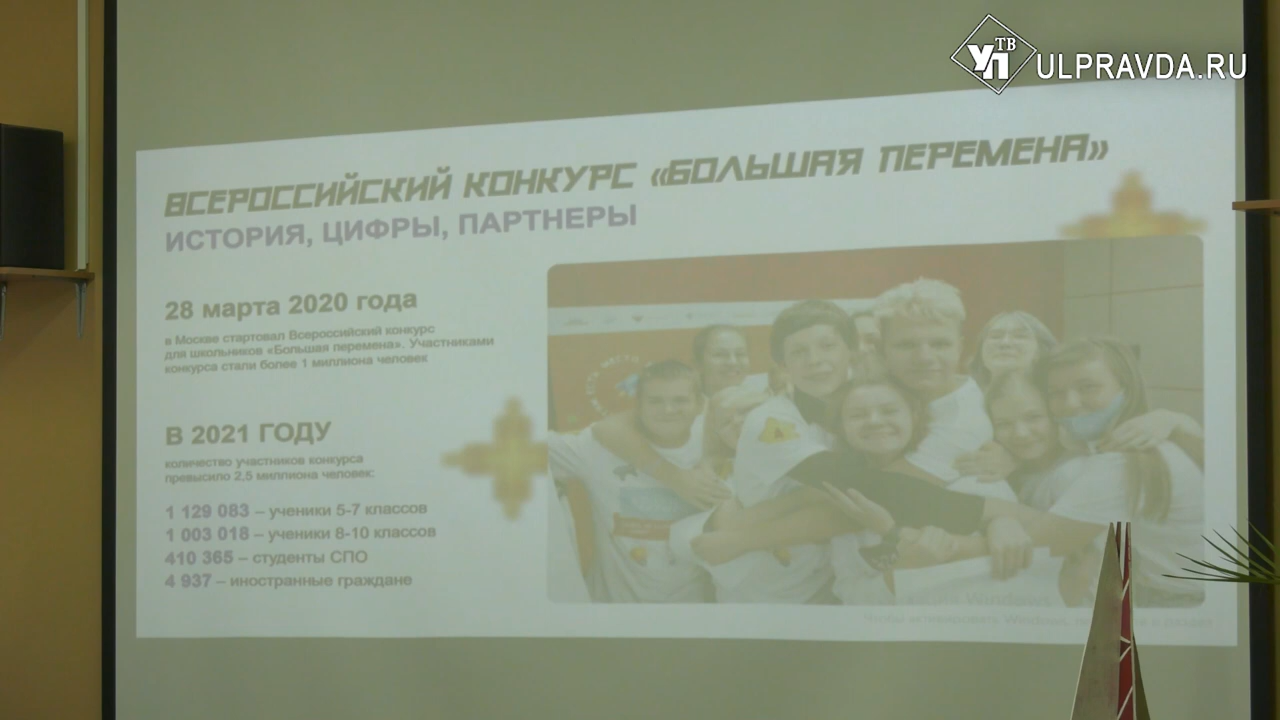 УП ТВ
ULPRAVDA.RU
ВСЕРОССИЙСКИЙ КОНКУРС «БОЛЬШАЯ ПЕРЕМЕНА»
ИСТОРИЯ, ЦИФРЫ, ПАРТНЕРЫ
28 марта 2020 года
в Москве стартовал Всероссийский конкурс
для школьников «Большая перемена». Участниками
конкурса стали более 1 миллиона человек
В 2021 ГОДУ
количество участников конкурса
превысило 2,5 миллиона человек:
1 129 083 – ученики 5-7 классов
1 003 018 – ученики 8-10 классов
410 365 – студенты СПО
4 937 – иностранные граждане
Windows
Чтобы активировать Windows,